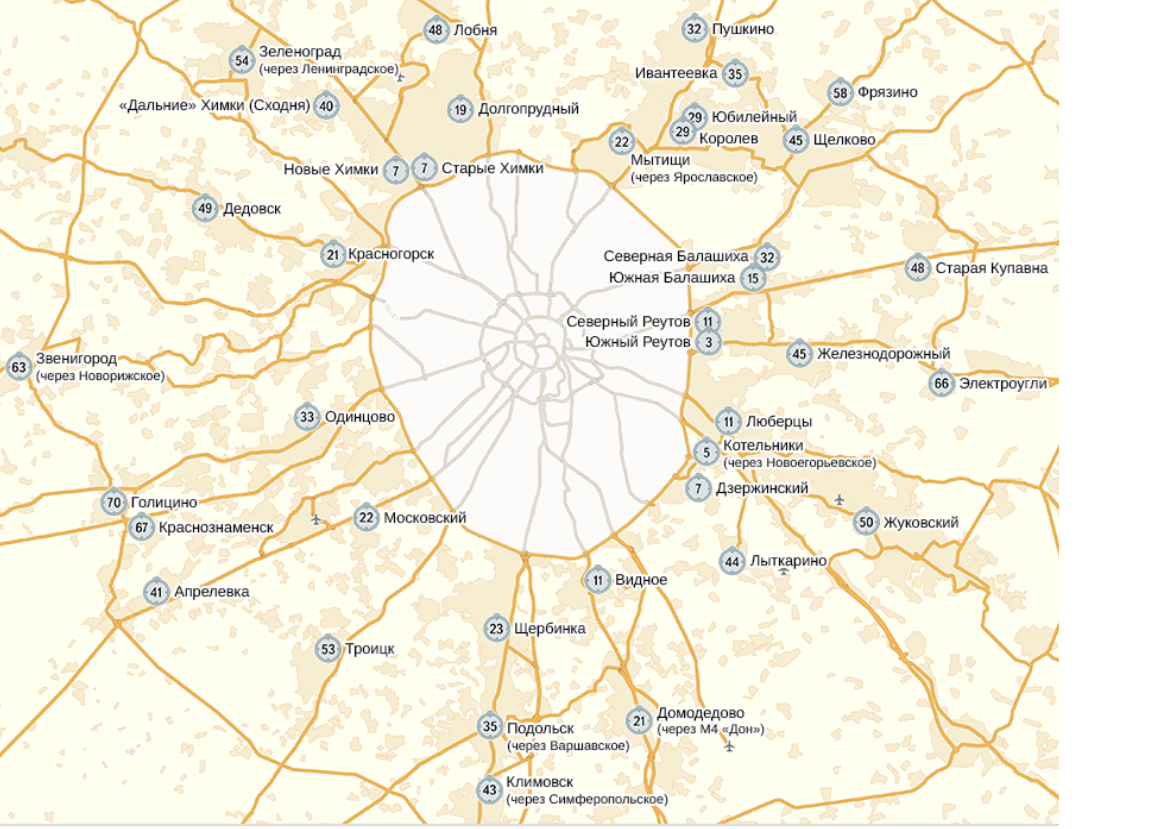 48 Лобня
32 Пушкино
54 Зеленоград
(через Ленинградское)
Ивантеевка 35
58 Фрязино
«Дальние» Химки (Сходня) 40
19 Долгопрудный
29 Юбилейный
29 Королев
22 Мытищи
(через Ярославское)
45 Щелково
Новые Химки 7
7 Старые Химки
49 Дедовск
21 Красногорск
Северная Балашиха 32
Южная Балашиха 15
48 Старая Купавна
Северный Реутов 11
Южный Реутов 3
45 Железнодорожный
63 Звенигород
(через Новорижское)
66 Электроугли
33 Одинцово
11 Люберцы
5 Котельники
(через Новоегорьевское)
7 Дзержинский
70 Голицино
67 Краснознаменск
22 Московский
50 Жуковский
44 Лыткарино
41 Апрелевка
11 Видное
23 Щербинка
53 Троицк
21 Домодедово
(через М4 «Дон»)
35 Подольск
(через Варшавское)
43 Климовск
(через Симферопольское)